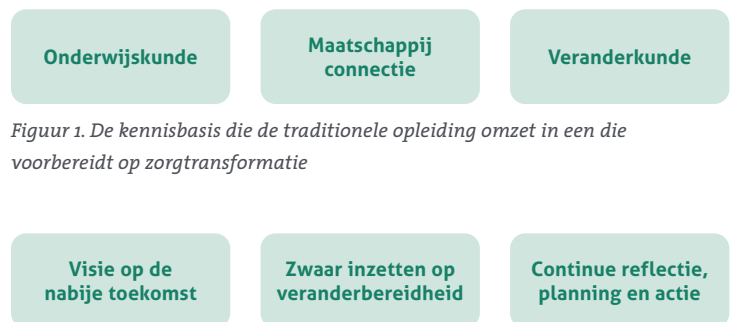 Onderwijskunde
Maatschappij
connectie
Veranderkunde
Figuur 1. De kennisbasis die de traditionele opleiding omzet in een die
voorbereidt op zorgtransformatie
Visie op de
nabije toekomst
Zwaar inzetten op
veranderbereidheid
Continue reflectie,
planning en actie